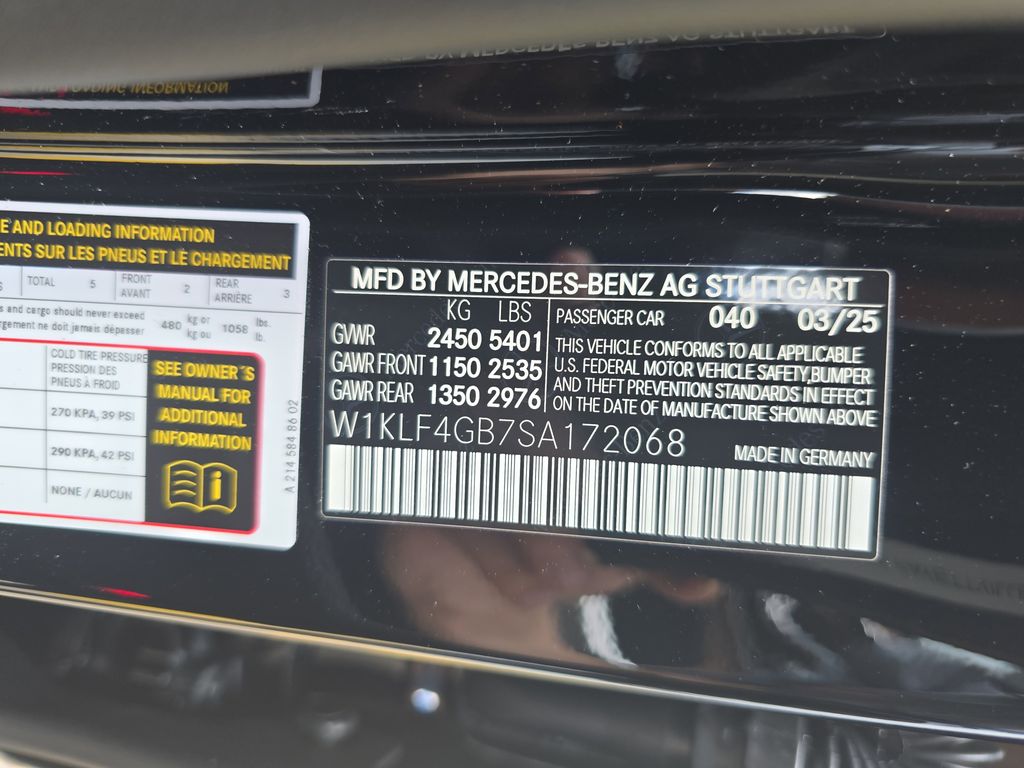 E AND LOADING INFORMATION
ENTS SUR LES PNEUS ET LE CHARGEMENT
TOTAL 5 FRONT AVANT 2 REAR ARRIÈRE 3
s and cargo should never exceed
rgement ne doit jamais dépasser
480 kg or kg ou 1058 lbs. lb.
COLD TIRE PRESSURE
PRESSION DES
PNEUS À FROID
270 KPA, 39 PSI
290 KPA, 42 PSI
NONE / AUCUN
SEE OWNER´S
MANUAL FOR
ADDITIONAL
INFORMATION
A 214 584 86 02
MFD BY MERCEDES-BENZ AG STUTTGART
KG LBS
GWR 2450 5401
GAWR FRONT 1150 2535
GAWR REAR 1350 2976
PASSENGER CAR 040 03/25
THIS VEHICLE CONFORMS TO ALL APPLICABLE
U.S. FEDERAL MOTOR VEHICLE SAFETY,BUMPER
AND THEFT PREVENTION STANDARDS IN EFFECT
ON THE DATE OF MANUFACTURE SHOWN ABOVE
W1KLF4GB7SA172068
MADE IN GERMANY